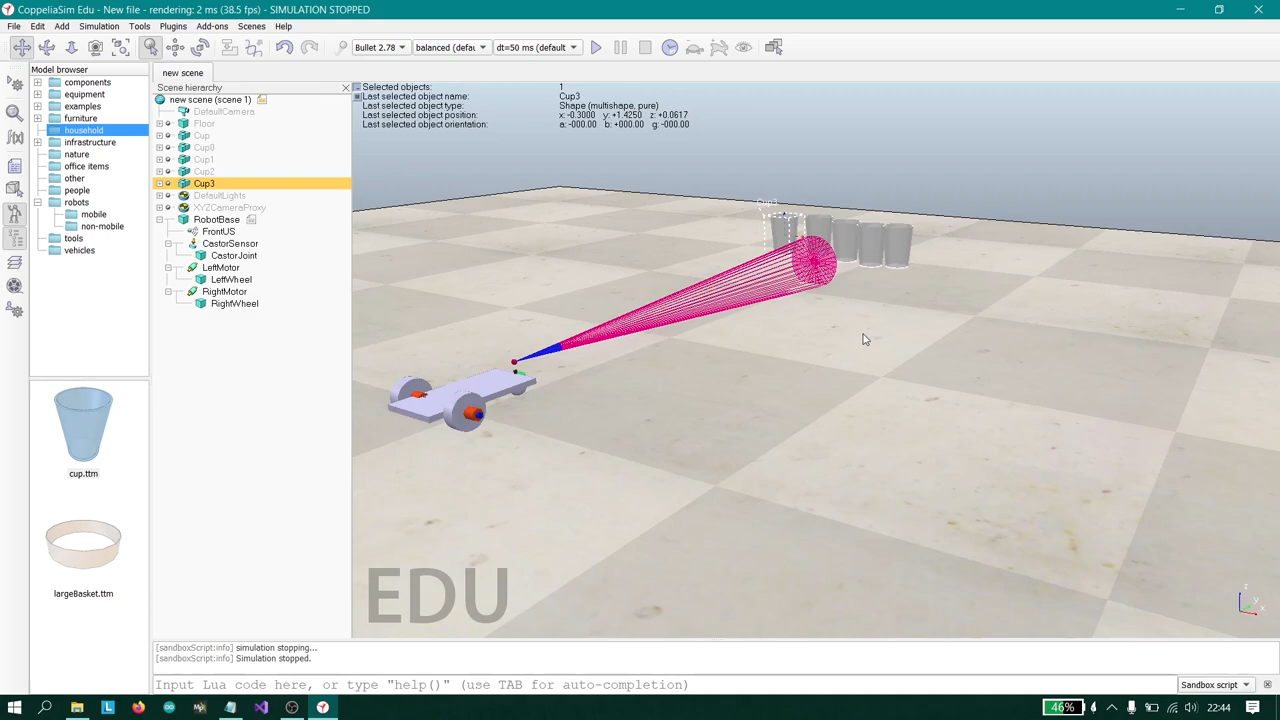 CoppeliaSim Edu - New file - rendering: 2 ms (38.5 fps) - SIMULATION STOPPED
File Edit Add Simulation Tools Plugins Add-ons Scenes Help
Bullet 2.78 balanced (defau dt=50 ms (default)
Model browser
components
equipment
examples
furniture
household
infrastructure
nature
office items
other
people
robots
mobile
non-mobile
tools
vehicles
cup.ttm
largeBasket.ttm
new scene
Scene hierarchy
new scene (scene 1)
DefaultCamera
Floor
Cup
Cup0
Cup1
Cup2
Cup3
DefaultLights
XYZCameraProxy
RobotBase
FrontUS
CastorSensor
CastorJoint
LeftMotor
LeftWheel
RightMotor
RightWheel
Selected objects: 1
Last selected object name: Cup3
Last selected object type: Shape (multishape, pure)
Last selected object position: x: -0.3000 y: +1.4250 z: +0.0617
Last selected object orientation: a: -000.00 b: +000.00 g: -000.00
Cup3
EDU
z
y
x
[sandboxScript:info] simulation stopping...
[sandboxScript:info] Simulation stopped.
Input Lua code here, or type "help()" (use TAB for auto-completion)
Sandbox script
46%
22:44